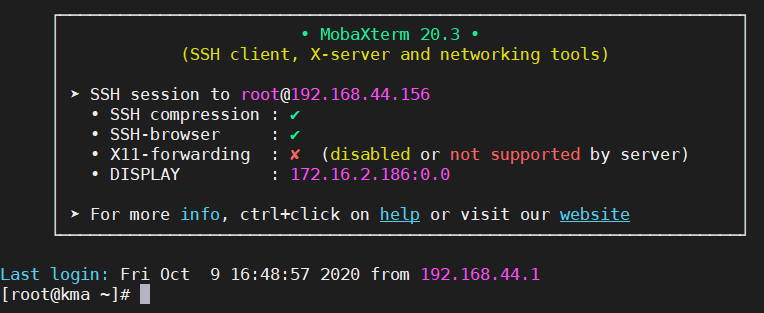 • MobaXterm 20.3 •
(SSH client, X-server and networking tools)
➤ SSH session to root@192.168.44.156
• SSH compression : ✔
• SSH-browser     : ✔
• X11-forwarding  : ✘  (disabled or not supported by server)
• DISPLAY         : 172.16.2.186:0.0
➤ For more info, ctrl+click on help or visit our website
Last login: Fri Oct  9 16:48:57 2020 from 192.168.44.1
[root@kma ~]#